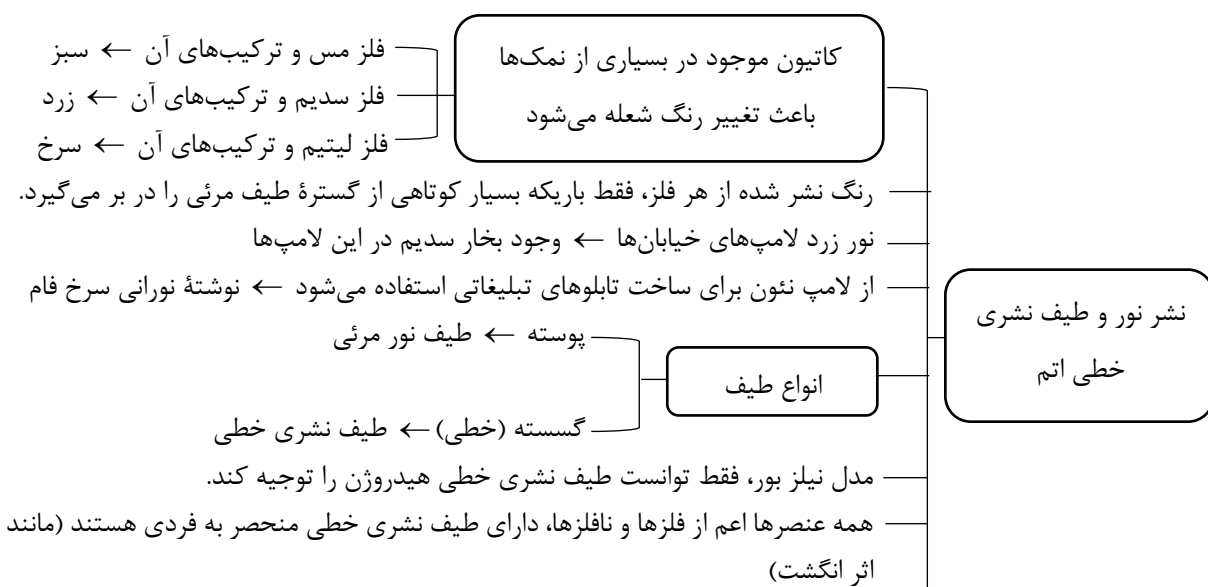 نشر نور و طیف نشری
خطی اتم
کاتیون موجود در بسیاری از نمک‌ها
باعث تغییر رنگ شعله می‌شود
فلز مس و ترکیب‌های آن ← سبز
فلز سدیم و ترکیب‌های آن ← زرد
فلز لیتیم و ترکیب‌های آن ← سرخ
رنگ نشر شده از هر فلز، فقط باریکه بسیار کوتاهی از گسترۀ طیف مرئی را در بر می‌گیرد.
نور زرد لامپ‌های خیابان‌ها ← وجود بخار سدیم در این لامپ‌ها
از لامپ نئون برای ساخت تابلوهای تبلیغاتی استفاده می‌شود ← نوشتۀ نورانی سرخ فام
انواع طیف
پوسته ← طیف نور مرئی
گسسته (خطی) ← طیف نشری خطی
مدل نیلز بور، فقط توانست طیف نشری خطی هیدروژن را توجیه کند.
همه عنصرها اعم از فلزها و نافلزها، دارای طیف نشری خطی منحصر به فردی هستند (مانند
اثر انگشت)